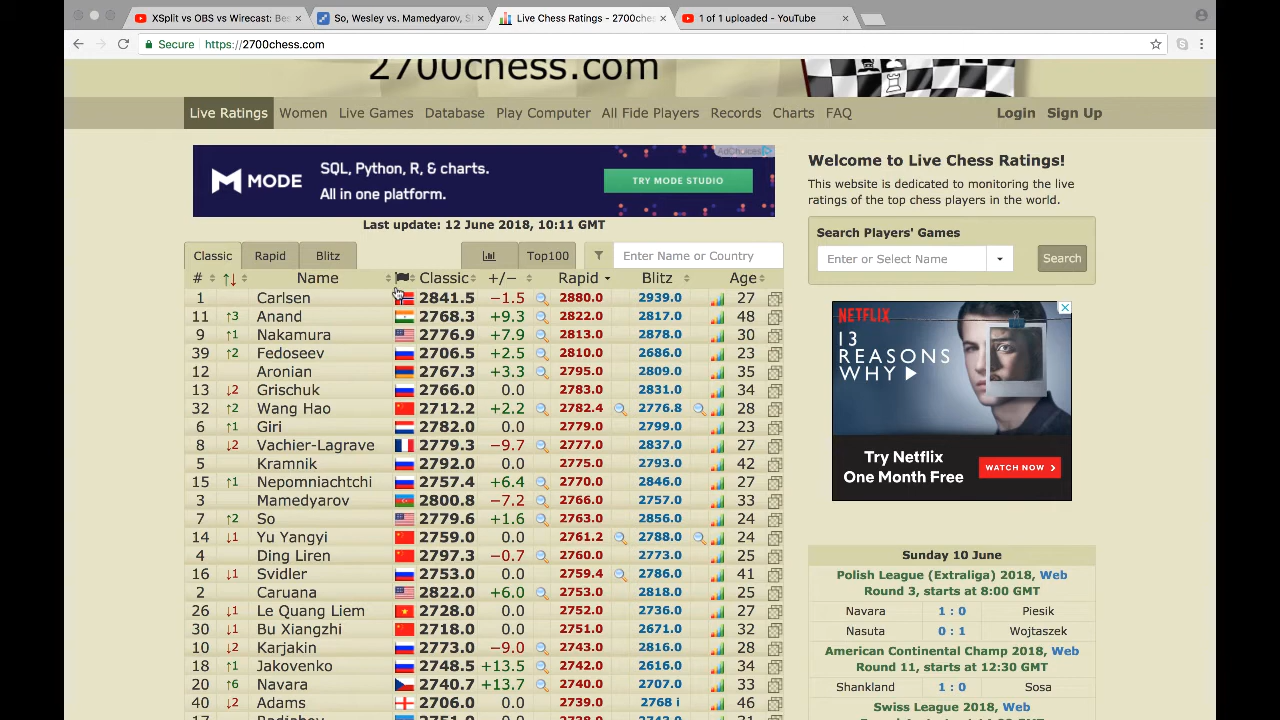 XSplit vs OBS vs Wirecast: Bes
So, Wesley vs. Mamedyarov, S
Live Chess Ratings - 2700ches
1 of 1 uploaded - YouTube
Secure https://2700chess.com
2700chess.com
Live Ratings Women Live Games Database Play Computer All Fide Players Records Charts FAQ Login Sign Up
MODE
SQL, Python, R, & charts.
All in one platform.
TRY MODE STUDIO
AdChoices
Last update: 12 June 2018, 10:11 GMT
Classic Rapid Blitz Top100 Enter Name or Country
# Name Classic +/− Rapid Blitz Age
1 Carlsen 2841.5 −1.5 2880.0 2939.0 27
11 ↑3 Anand 2768.3 +9.3 2822.0 2817.0 48
9 ↑1 Nakamura 2776.9 +7.9 2813.0 2878.0 30
39 ↑2 Fedoseev 2706.5 +2.5 2810.0 2686.0 23
12 Aronian 2767.3 +3.3 2795.0 2809.0 35
13 ↓2 Grischuk 2766.0 0.0 2783.0 2831.0 34
32 ↑2 Wang Hao 2712.2 +2.2 2782.4 2776.8 28
6 ↑1 Giri 2782.0 0.0 2779.0 2799.0 23
8 ↓2 Vachier-Lagrave 2779.3 −9.7 2777.0 2837.0 27
5 Kramnik 2792.0 0.0 2775.0 2793.0 42
15 ↑1 Nepomniachtchi 2757.4 +6.4 2770.0 2846.0 27
3 Mamedyarov 2800.8 −7.2 2766.0 2757.0 33
7 ↑2 So 2779.6 +1.6 2763.0 2856.0 24
14 ↓1 Yu Yangyi 2759.0 0.0 2761.2 2788.0 24
4 Ding Liren 2797.3 −0.7 2760.0 2773.0 25
16 ↓1 Svidler 2753.0 0.0 2759.4 2786.0 41
2 Caruana 2822.0 +6.0 2753.0 2818.0 25
26 ↓1 Le Quang Liem 2728.0 0.0 2752.0 2736.0 27
30 ↓1 Bu Xiangzhi 2718.0 0.0 2751.0 2671.0 32
10 ↓2 Karjakin 2773.0 −9.0 2743.0 2816.0 28
18 ↑1 Jakovenko 2748.5 +13.5 2742.0 2616.0 34
20 ↑6 Navara 2740.7 +13.7 2740.0 2707.0 33
40 ↓2 Adams 2706.0 0.0 2739.0 2768 i 46
Welcome to Live Chess Ratings!
This website is dedicated to monitoring the live
ratings of the top chess players in the world.
Search Players' Games
Enter or Select Name Search
NETFLIX
13
REASONS
WHY
Try Netflix
One Month Free
WATCH NOW
Sunday 10 June
Polish League (Extraliga) 2018, Web
Round 3, starts at 8:00 GMT
Navara 1 : 0 Piesik
Nasuta 0 : 1 Wojtaszek
American Continental Champ 2018, Web
Round 11, starts at 12:30 GMT
Shankland 1 : 0 Sosa
Swiss League 2018, Web